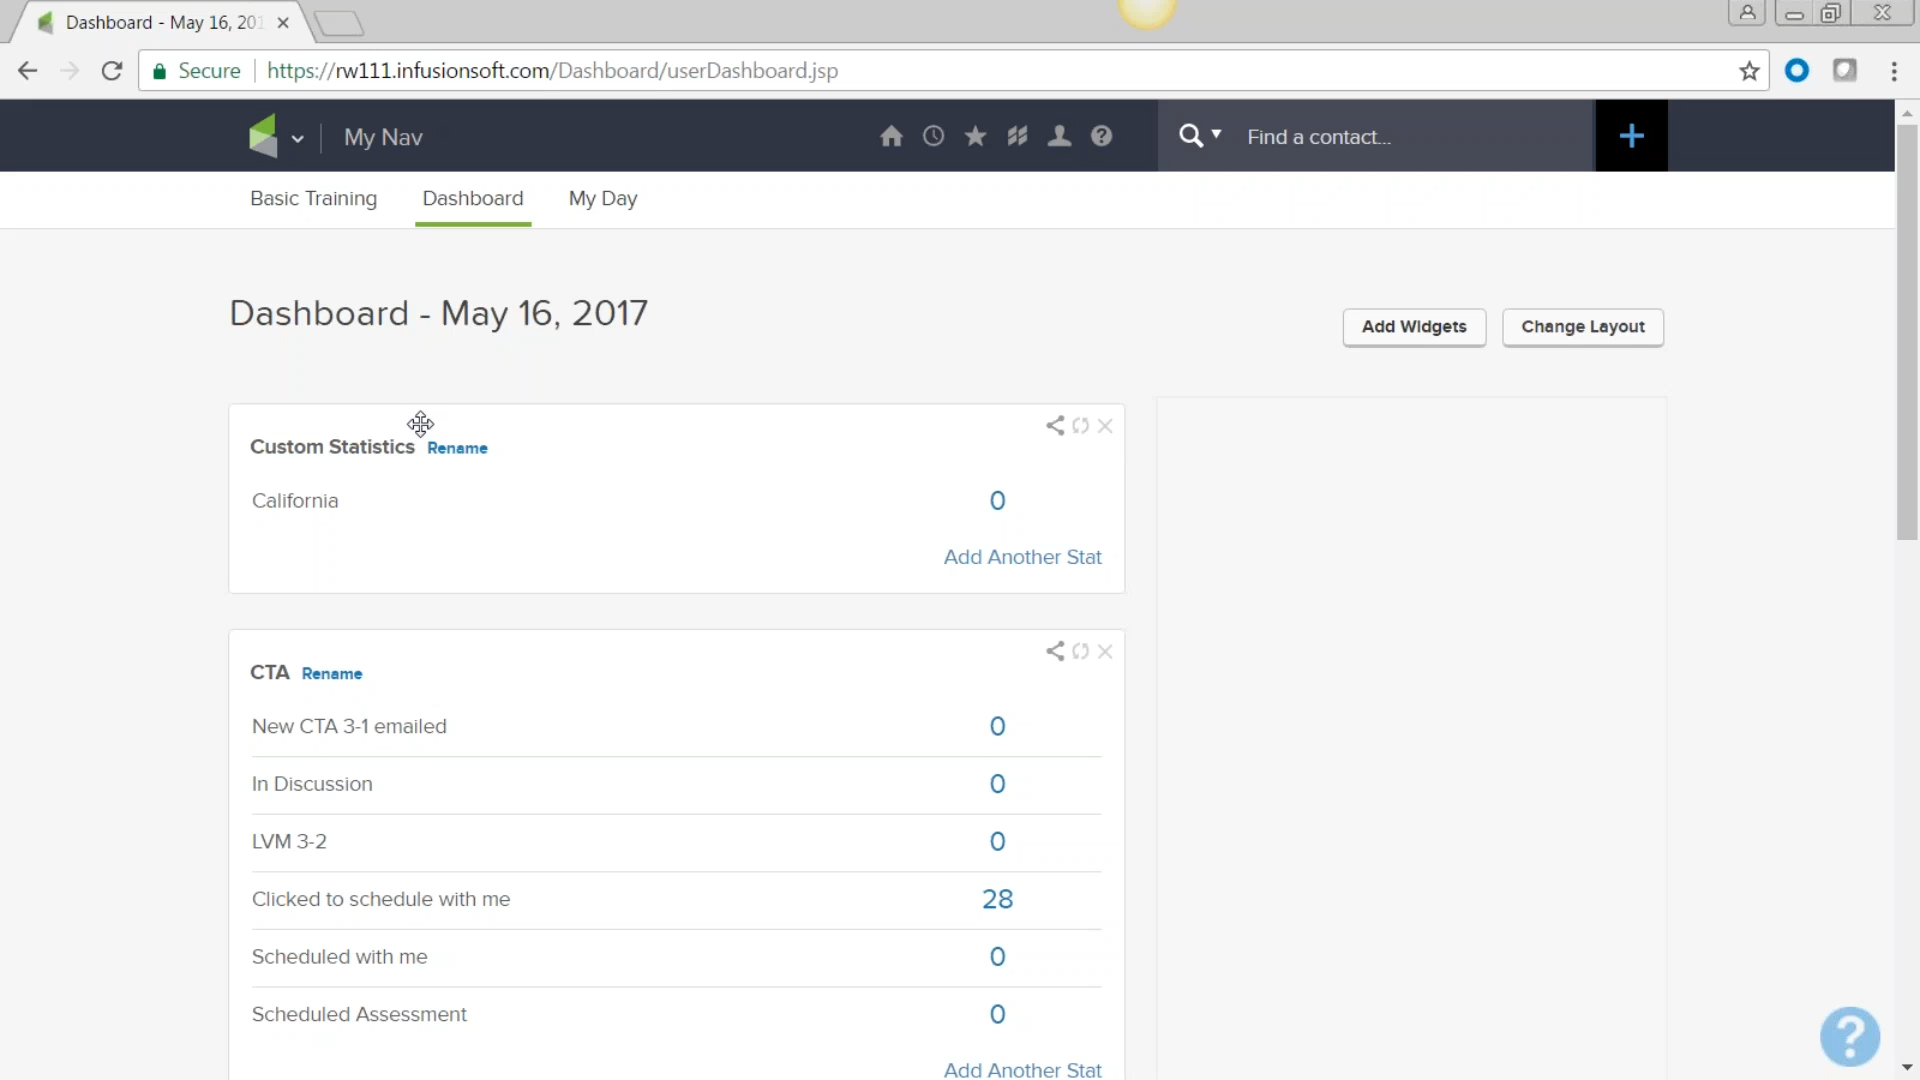 Dashboard - May 16, 201
Secure https://rw111.infusionsoft.com/Dashboard/userDashboard.jsp
My Nav
Find a contact...
Basic Training Dashboard My Day
Dashboard - May 16, 2017
Add Widgets Change Layout
Custom Statistics Rename
California 0
Add Another Stat
CTA Rename
New CTA 3-1 emailed 0
In Discussion 0
LVM 3-2 0
Clicked to schedule with me 28
Scheduled with me 0
Scheduled Assessment 0
Add Another Stat